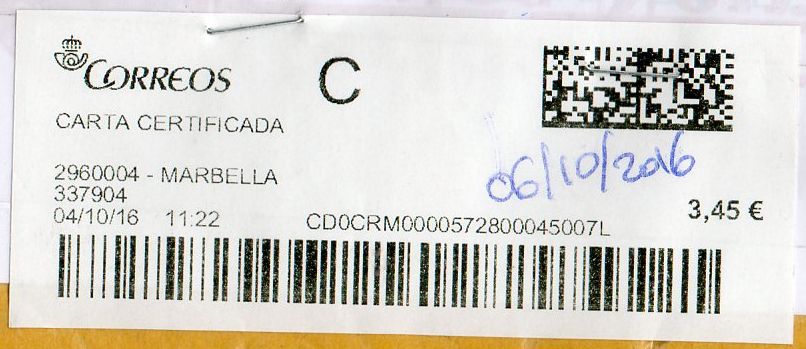 CORREOS
C
CARTA CERTIFICADA
06/10/2016
2960004 - MARBELLA
337904
3,45 €
04/10/16 11:22 CD0CRM0000572800045007L